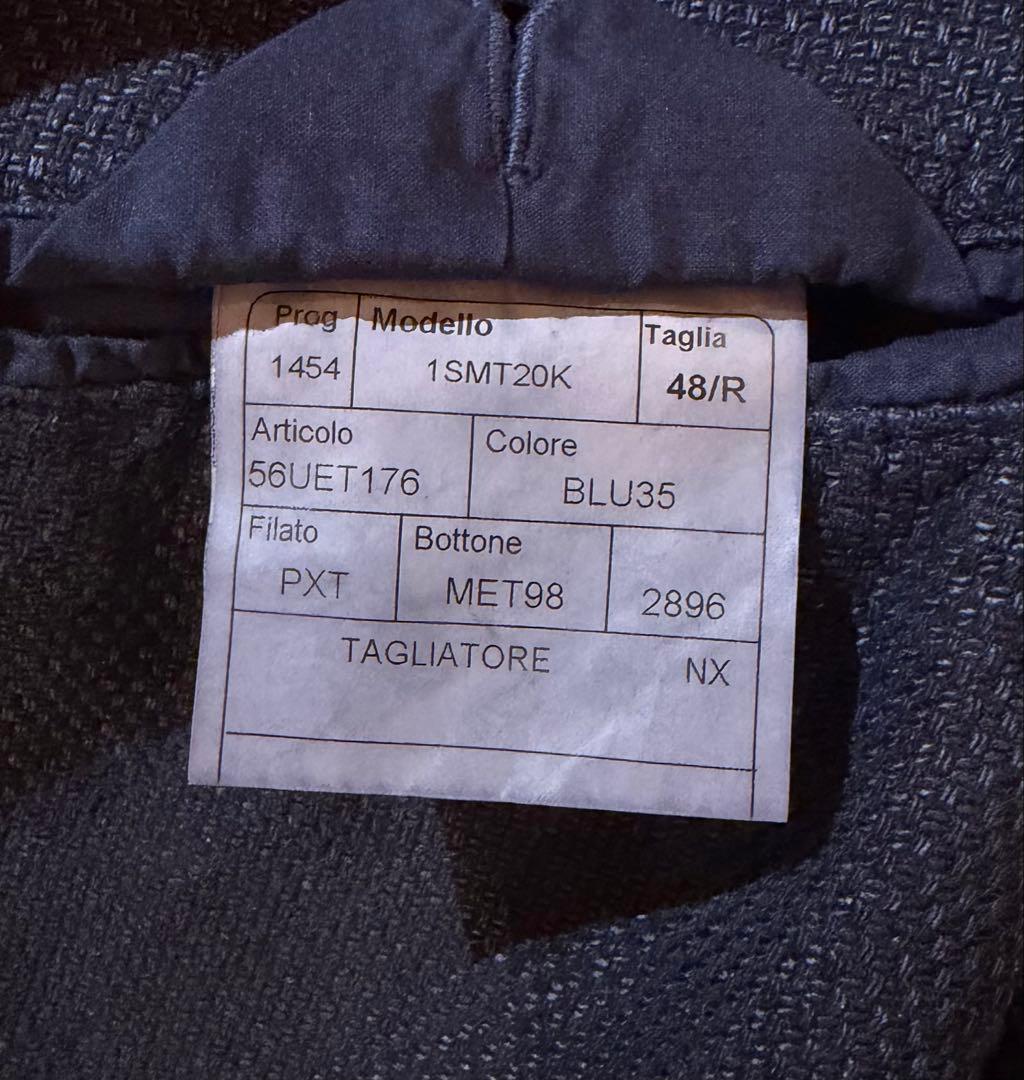 Prog Modello Taglia
1454 1SMT20K 48/R
Articolo Colore
56UET176 BLU35
Filato Bottone
PXT MET98 2896
TAGLIATORE NX